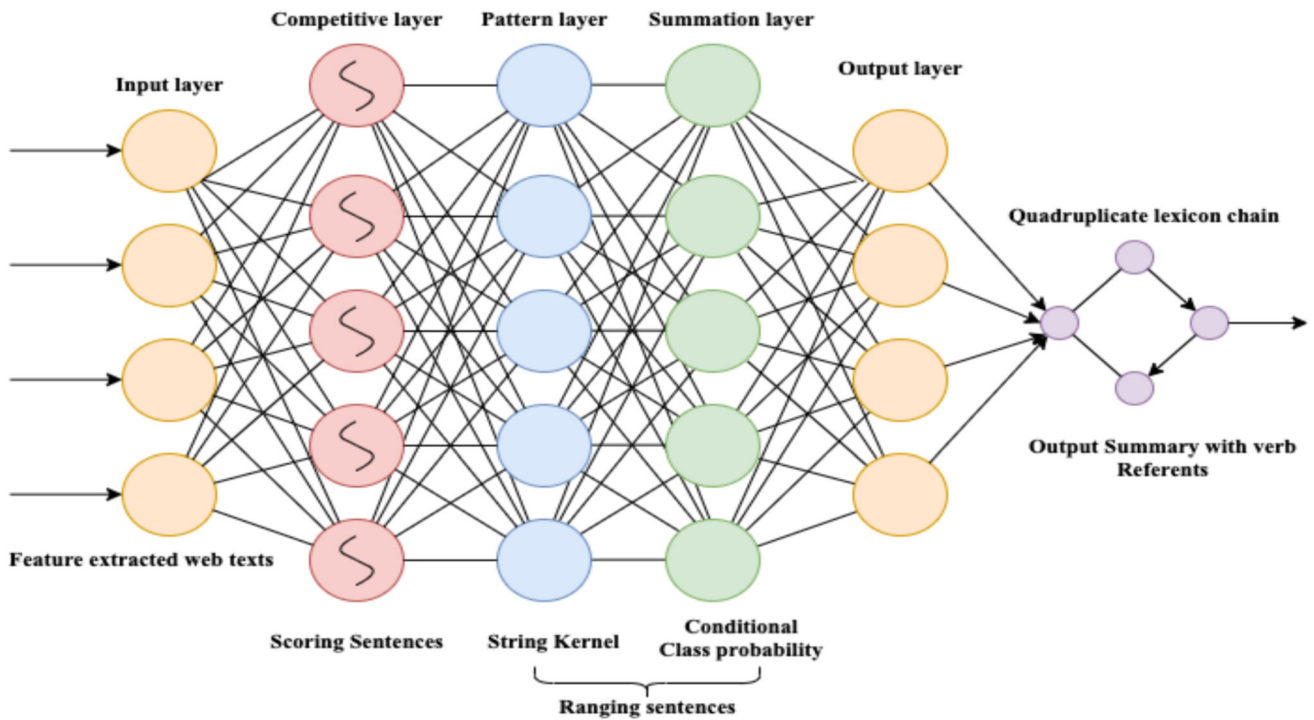 Competitive layer
Pattern layer
Summation layer
Input layer
Output layer
Quadruplicate lexicon chain
Output Summary with verb
Referents
Feature extracted web texts
Scoring Sentences
String Kernel
Conditional
Class probability
Ranging sentences